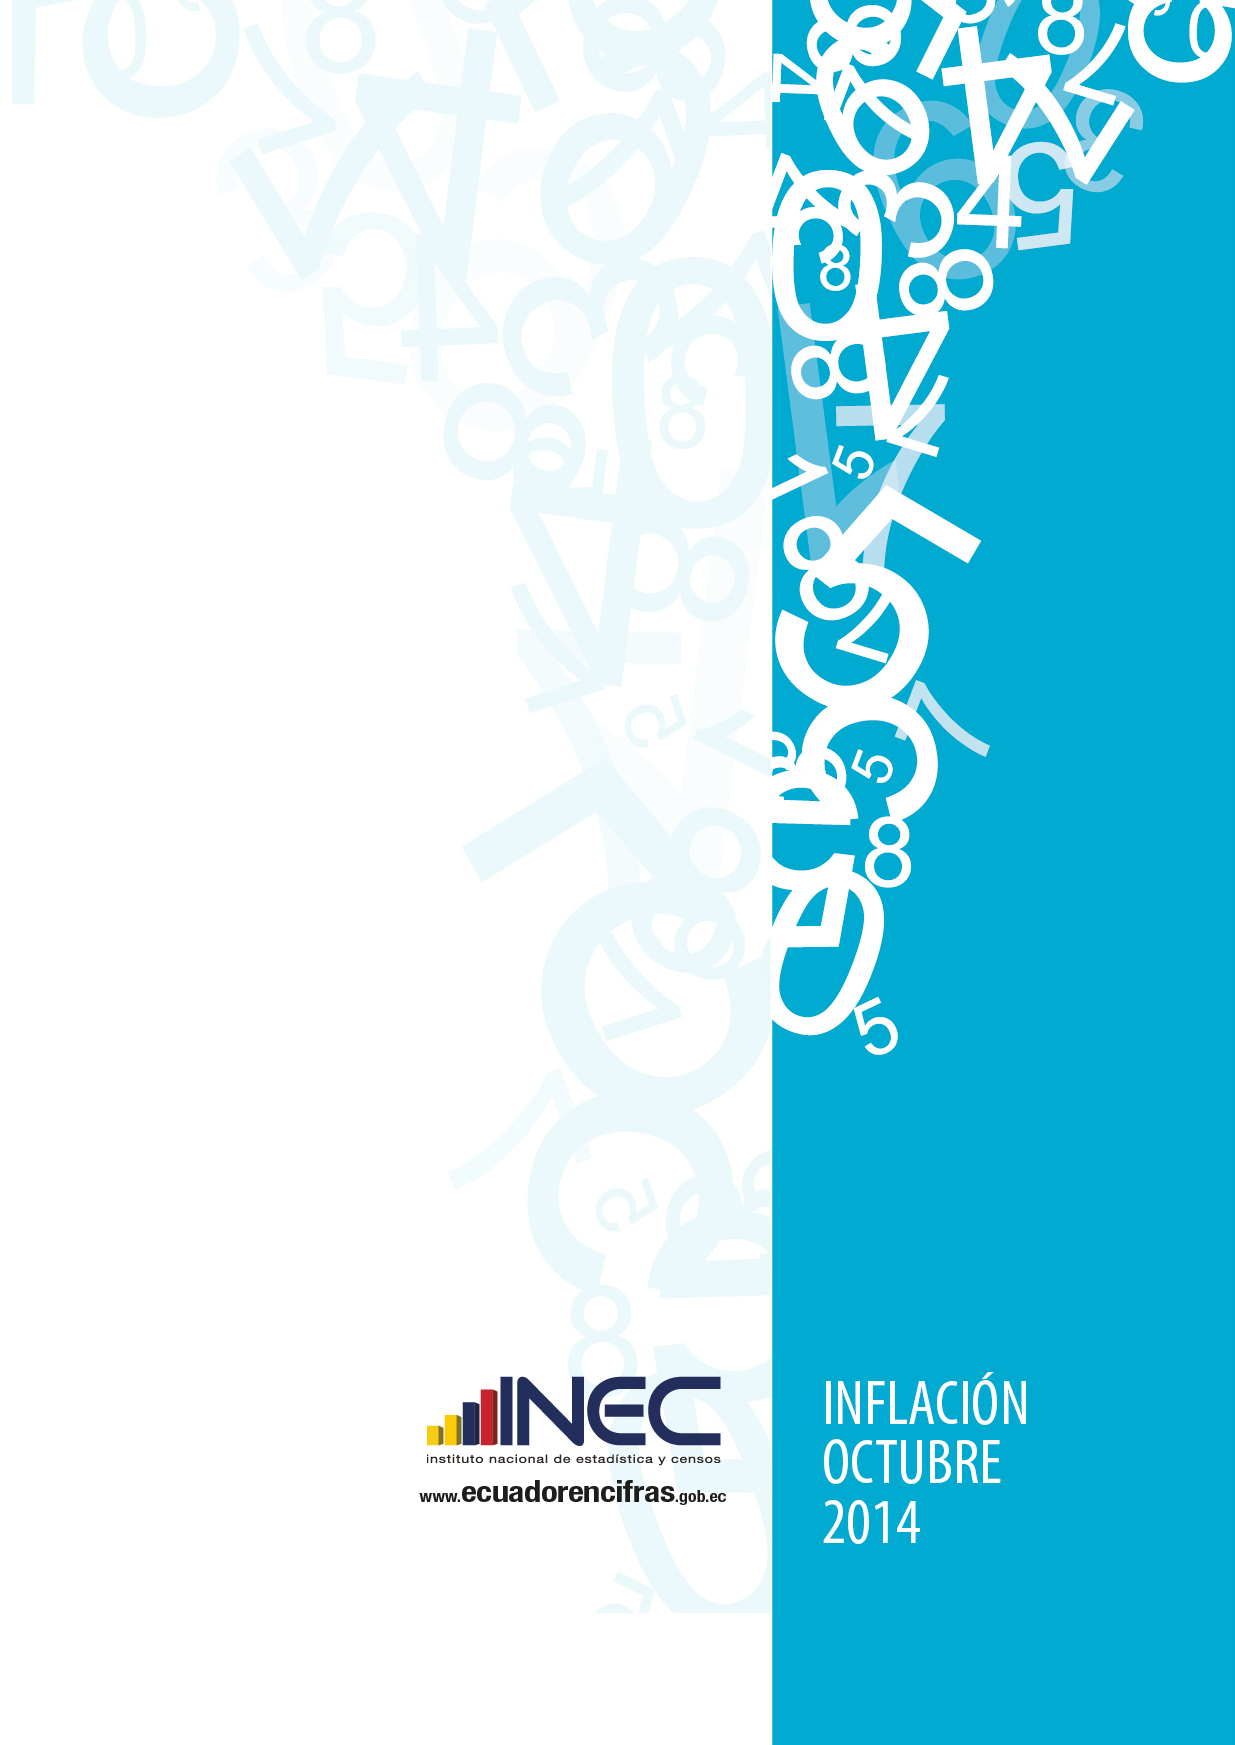 INEC
instituto nacional de estadística y censos
www.ecuadorencifras.gob.ec
INFLACIÓN
OCTUBRE
2014